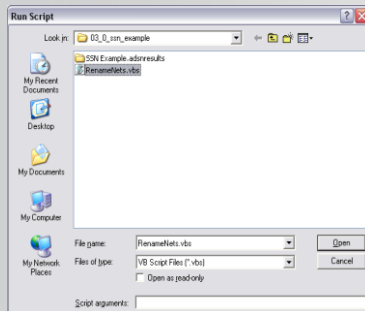 Run Script
Look in: 03_0_ssn_example
SSN Example.adsnresults
RenameNets.vbs
My Recent
Documents
Desktop
My Documents
My Computer
My Network
Places
File name: RenameNets.vbs Open
Files of type: VB Script Files (*.vbs) Cancel
Open as read-only
Script arguments: